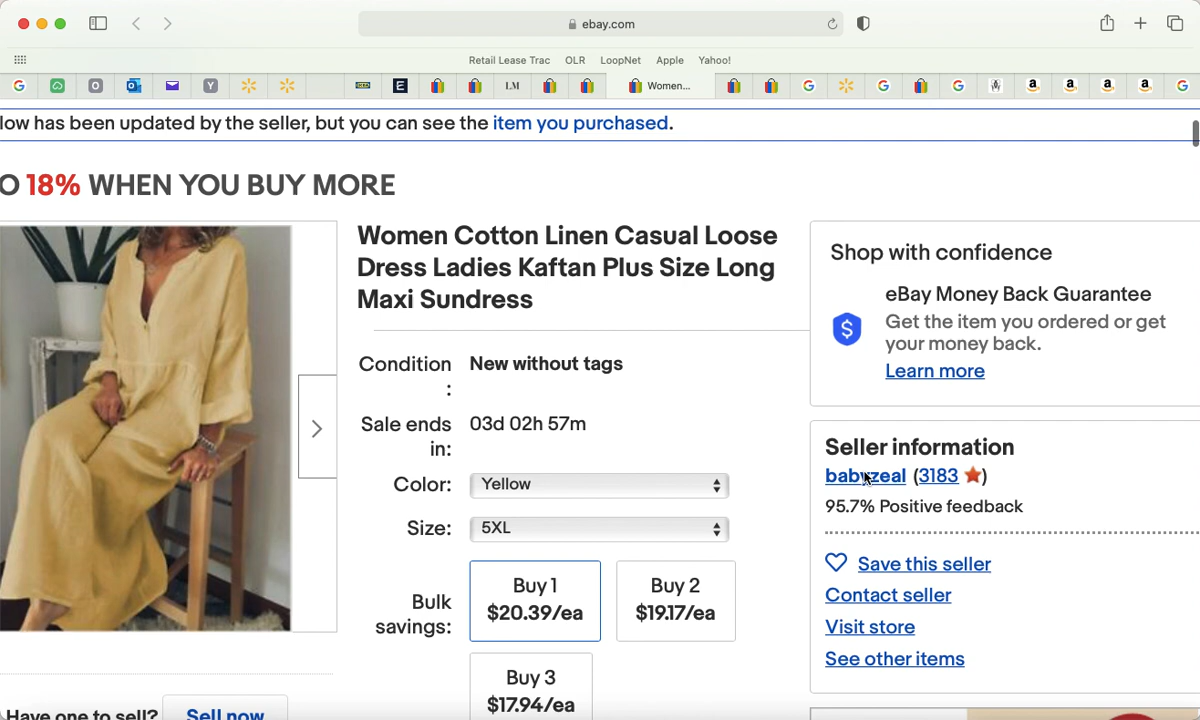 ebay.com
Retail Lease Trac OLR LoopNet Apple Yahoo!
G O Y E LM Women... G G G a a a a G
low has been updated by the seller, but you can see the item you purchased.
O 18% WHEN YOU BUY MORE
Women Cotton Linen Casual Loose
Dress Ladies Kaftan Plus Size Long
Maxi Sundress
Condition
:
New without tags
Sale ends
in:
03d 02h 57m
Color: Yellow
Size: 5XL
Bulk
savings:
Buy 1
$20.39/ea
Buy 2
$19.17/ea
Buy 3
$17.94/ea
Have one to sell? Sell now
Shop with confidence
eBay Money Back Guarantee
Get the item you ordered or get
your money back.
Learn more
Seller information
babyzeal (3183)
95.7% Positive feedback
Save this seller
Contact seller
Visit store
See other items